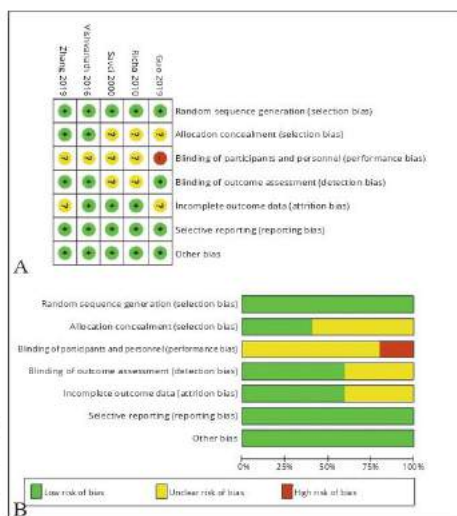 Zhang 2019
Vishvanath 2016
Savci 2000
Richa 2010
Guo 2019
Random sequence generation (selection bias)
Allocation concealment (selection bias)
Blinding of participants and personnel (performance bias)
Blinding of outcome assessment (detection bias)
Incomplete outcome data (attrition bias)
Selective reporting (reporting bias)
Other bias
A
Random sequence generation (selection bias)
Allocation concealment (selection bias)
Blinding of participants and personnel (performance bias)
Blinding of outcome assessment (detection bias)
Incomplete outcome data (attrition bias)
Selective reporting (reporting bias)
Other bias
0% 25% 50% 75% 100%
Low risk of bias Unclear risk of bias High risk of bias
B